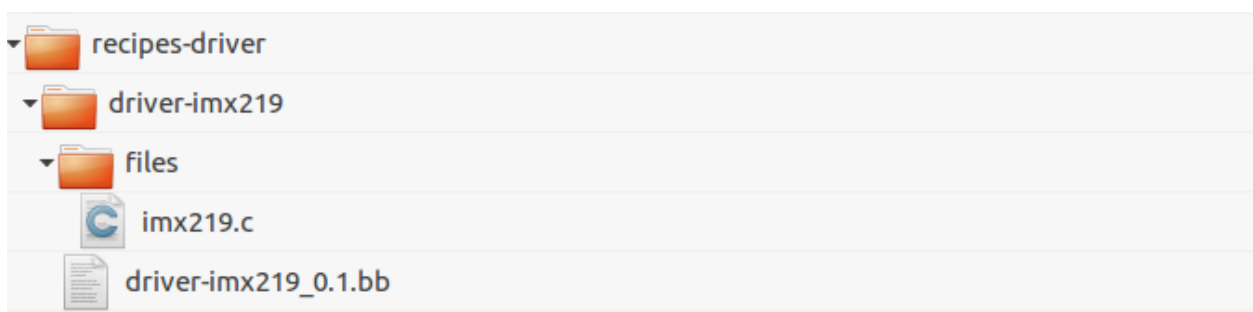 recipes-driver
driver-imx219
files
C
imx219.c
driver-imx219_0.1.bb